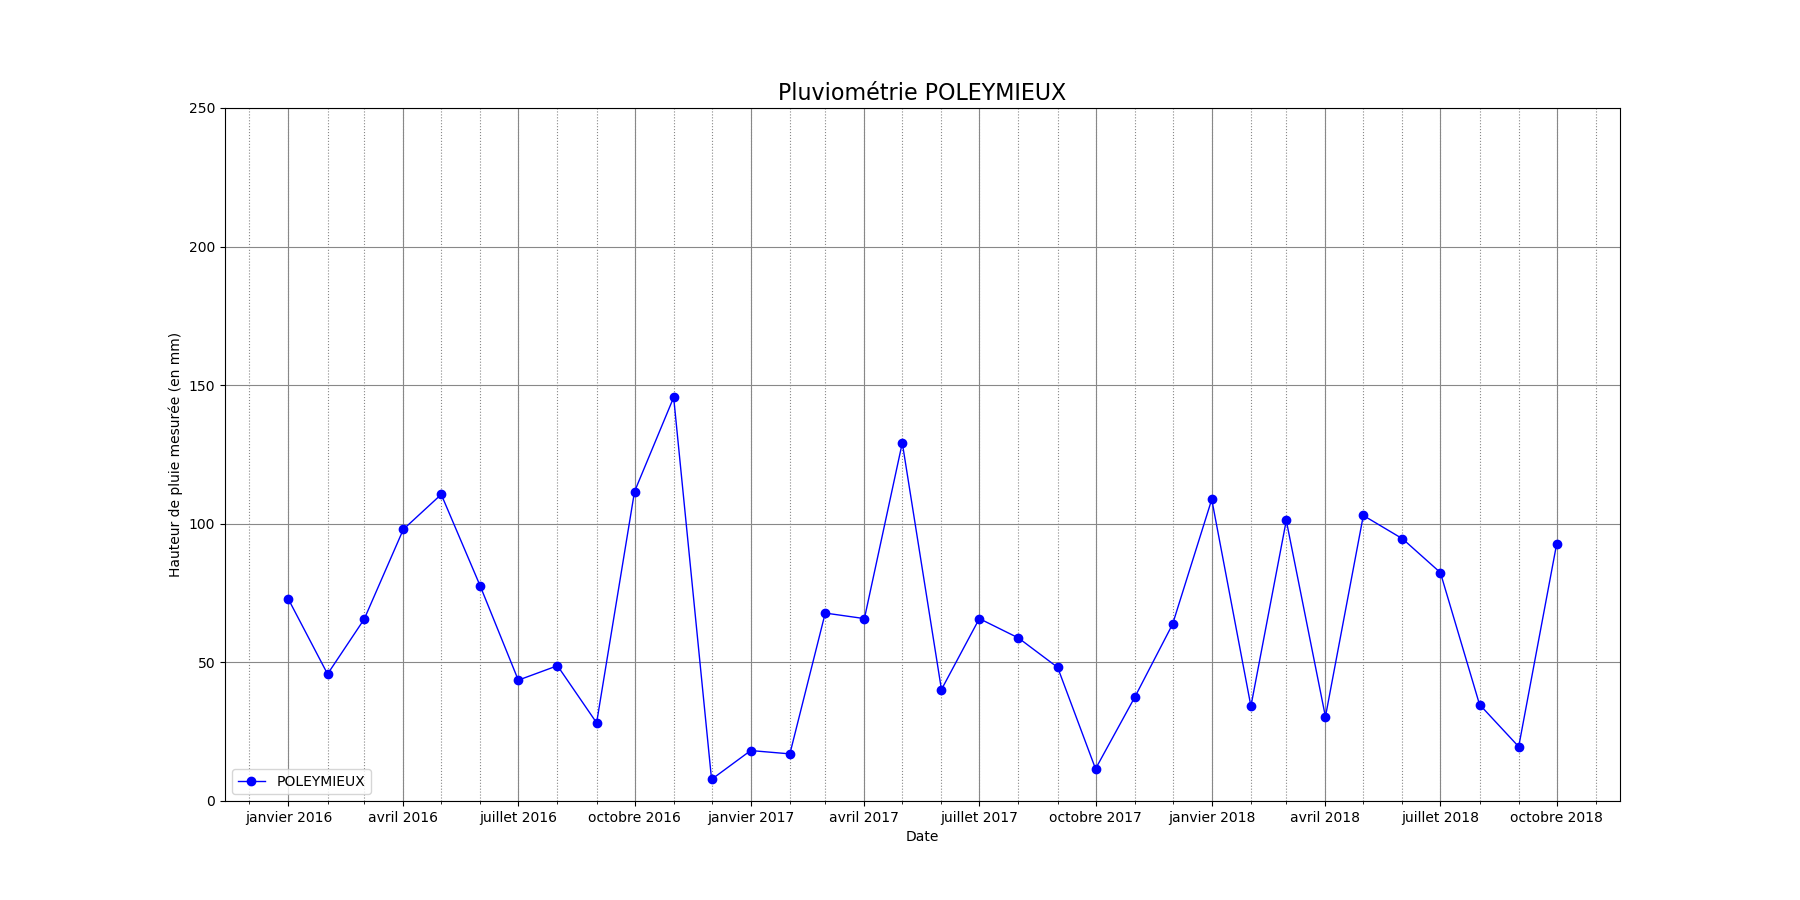 Pluviométrie POLEYMIEUX
250
200
150
100
50
0
Hauteur de pluie mesurée (en mm)
POLEYMIEUX
janvier 2016 avril 2016 juillet 2016 octobre 2016 janvier 2017 avril 2017 juillet 2017 octobre 2017 janvier 2018 avril 2018 juillet 2018 octobre 2018
Date